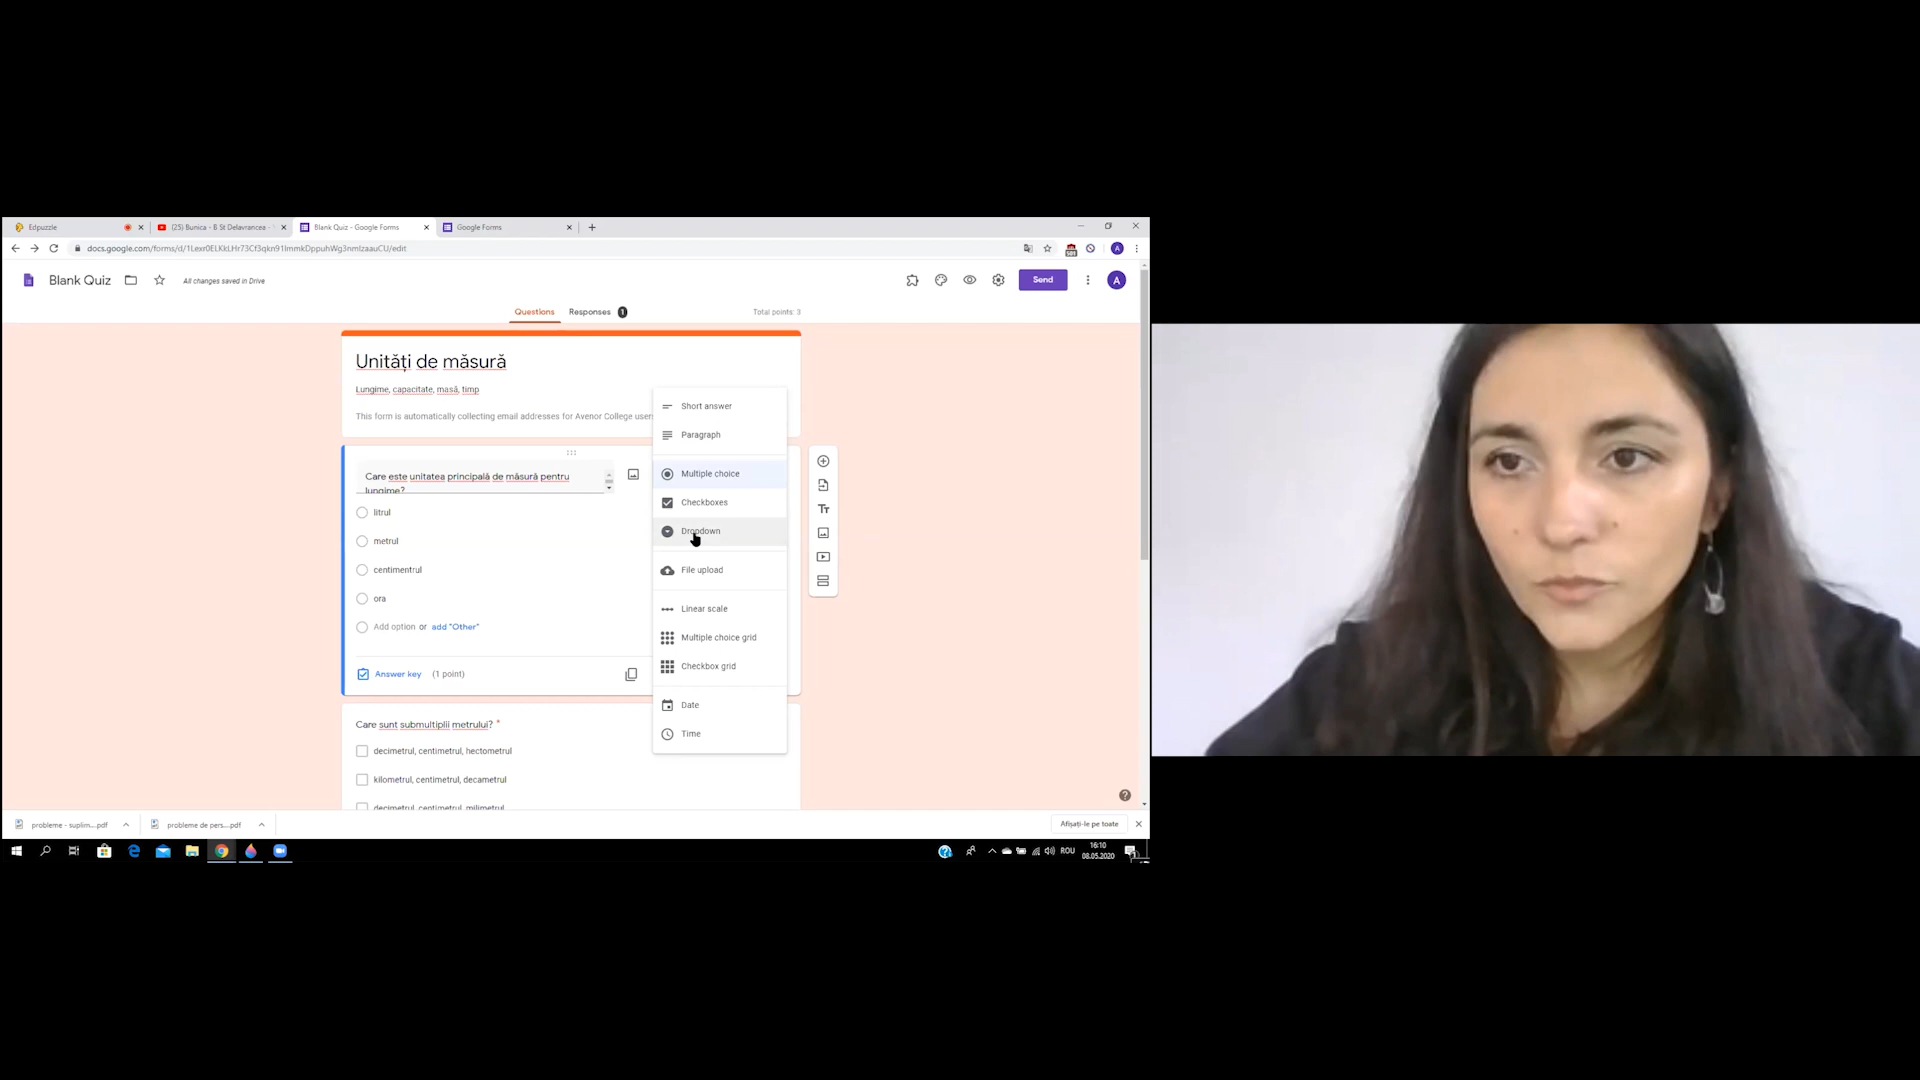 Edpuzzle
(25) Bunica - B St Delavrancea -
Blank Quiz - Google Forms
Google Forms
Blank Quiz
All changes saved in Drive
Send
A
Questions
Responses 1
Total points: 3
Unități de măsură
Lungime, capacitate, masă, timp
This form is automatically collecting email addresses for Avenor College users
Care este unitatea principală de măsură pentru
lungime?
litrul
metrul
centimentrul
ora
Add option or add "Other"
Answer key (1 point)
Short answer
Paragraph
Multiple choice
Checkboxes
Dropdown
File upload
Linear scale
Multiple choice grid
Checkbox grid
Date
Time
Care sunt submultiplii metrului? *
decimetrul, centimetrul, hectometrul
kilometrul, centimetrul, decametrul
decimetrul, centimetrul, milimetrul
probleme - suplim....pdf
probleme de pers....pdf
Afișați-le pe toate
ROU
16:10
08.05.2020